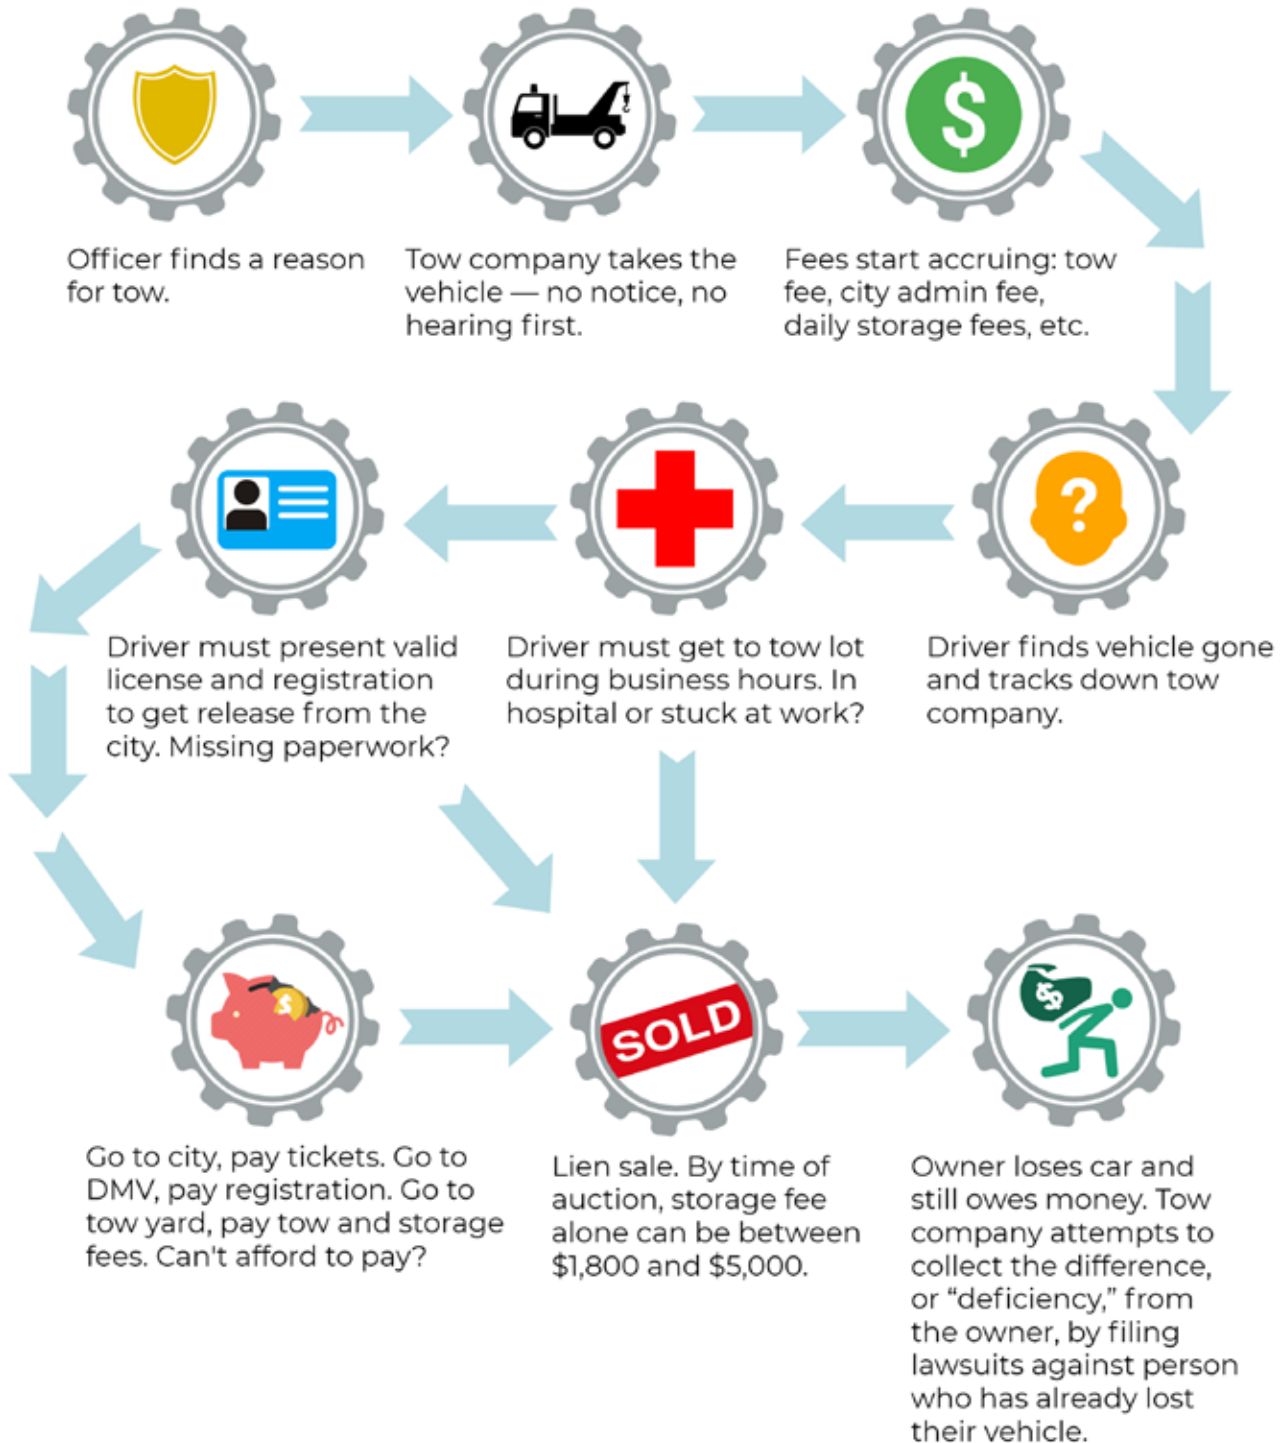 $
Officer finds a reason
for tow.
Tow company takes the
vehicle — no notice, no
hearing first.
Fees start accruing: tow
fee, city admin fee,
daily storage fees, etc.
?
Driver finds vehicle gone
and tracks down tow
company.
Driver must get to tow lot
during business hours. In
hospital or stuck at work?
Driver must present valid
license and registration
to get release from the
city. Missing paperwork?
$
Go to city, pay tickets. Go to
DMV, pay registration. Go to
tow yard, pay tow and storage
fees. Can't afford to pay?
SOLD
Lien sale. By time of
auction, storage fee
alone can be between
$1,800 and $5,000.
$
Owner loses car and
still owes money. Tow
company attempts to
collect the difference,
or “deficiency,” from
the owner, by filing
lawsuits against person
who has already lost
their vehicle.